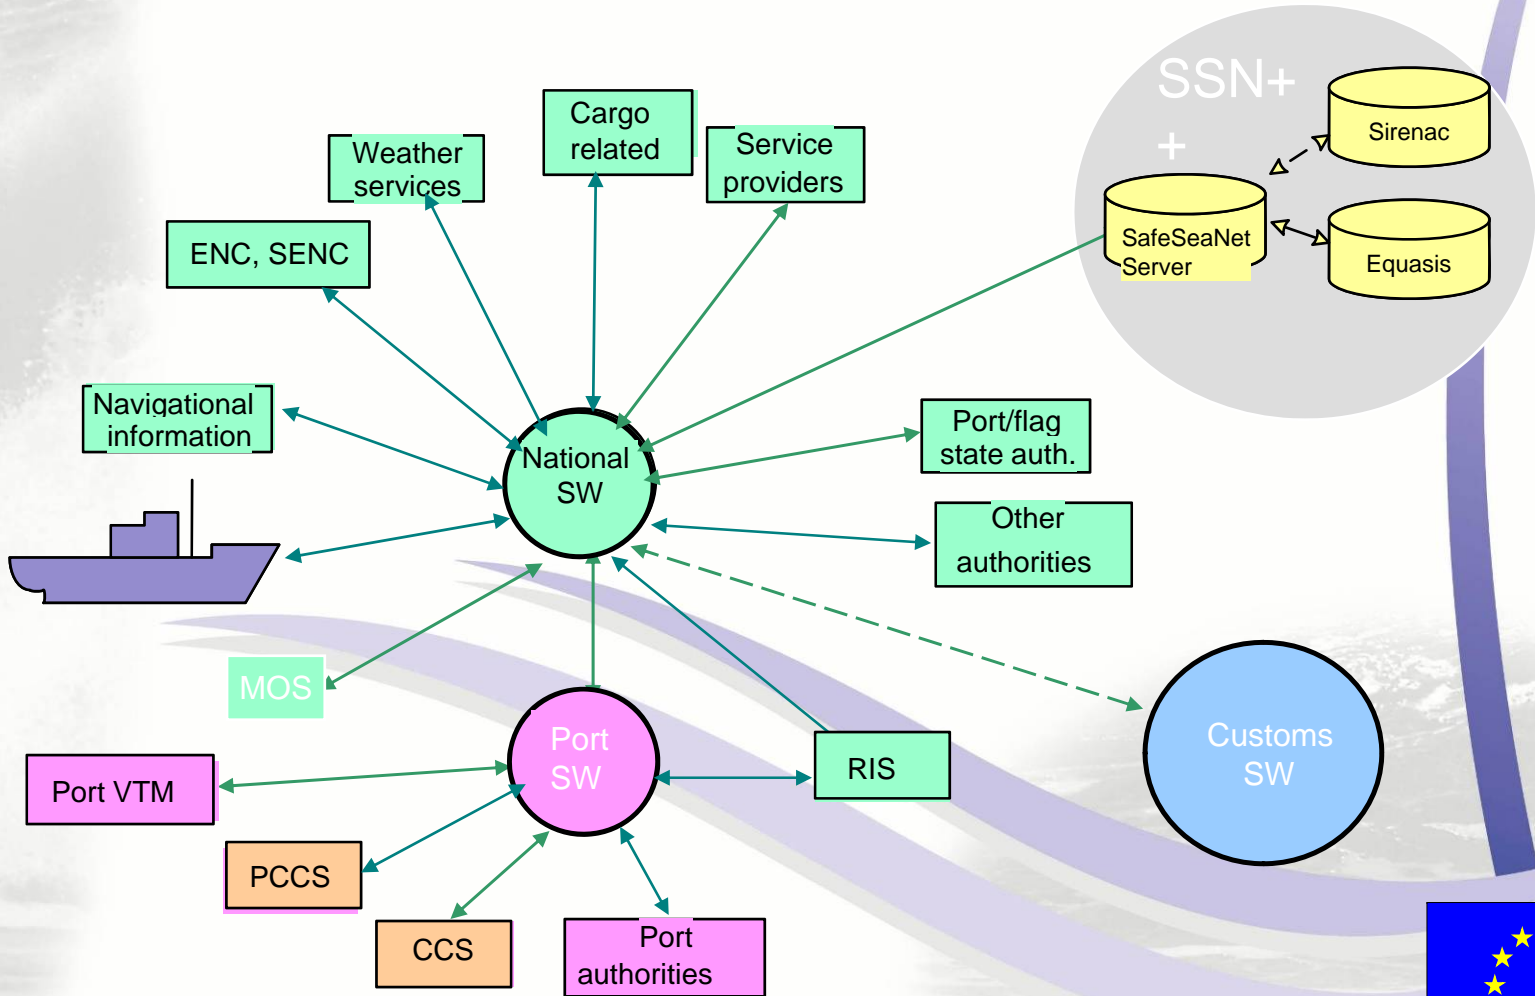 SSN+
+
Sirenac
SafeSeaNet
Server
Equasis
Cargo
related
Weather
services
Service
providers
ENC, SENC
Navigational
information
National
SW
Port/flag
state auth.
Other
authorities
MOS
Port
SW
RIS
Customs
SW
Port VTM
PCCS
CCS
Port
authorities